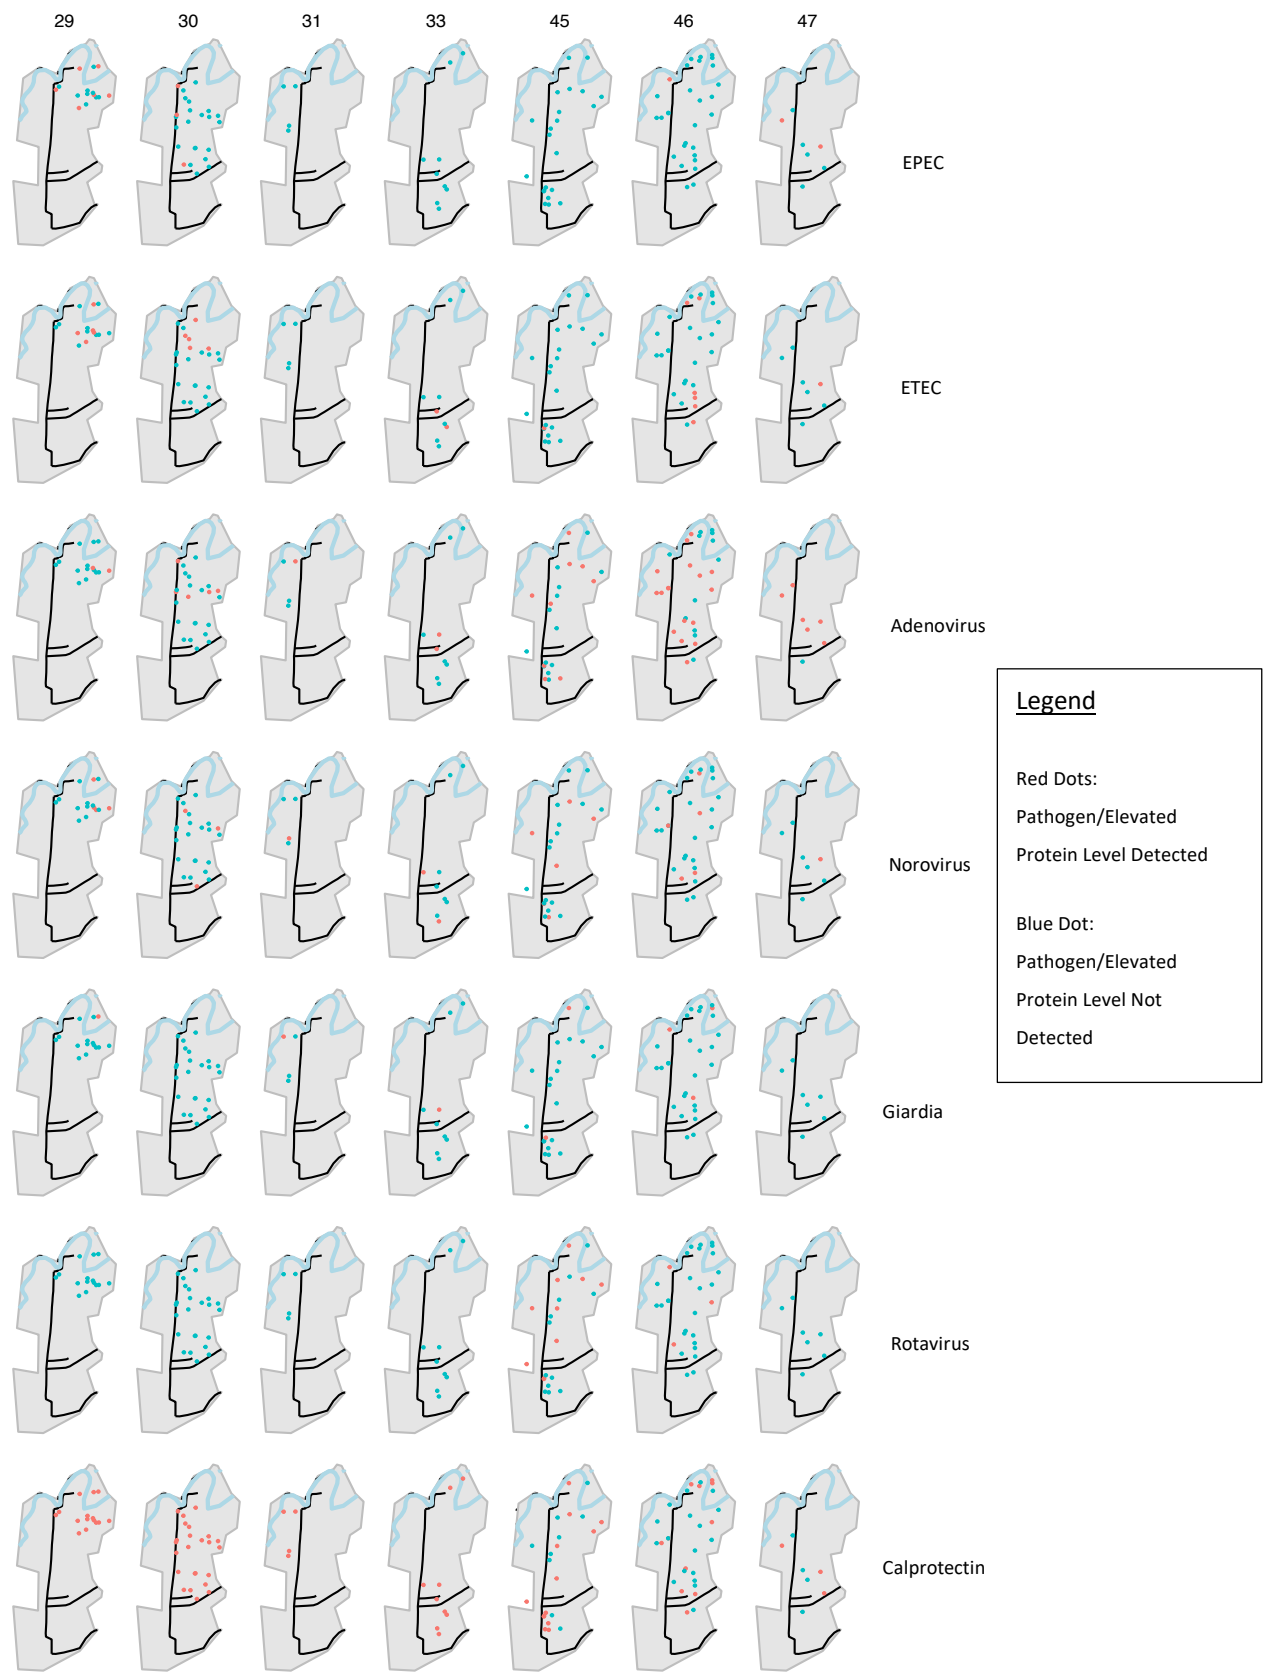 29 30 31 33 45 46 47
EPEC
ETEC
Adenovirus
Legend
Red Dots:
Pathogen/Elevated
Protein Level Detected
Norovirus
Blue Dot:
Pathogen/Elevated
Protein Level Not
Detected
Giardia
Rotavirus
Calprotectin